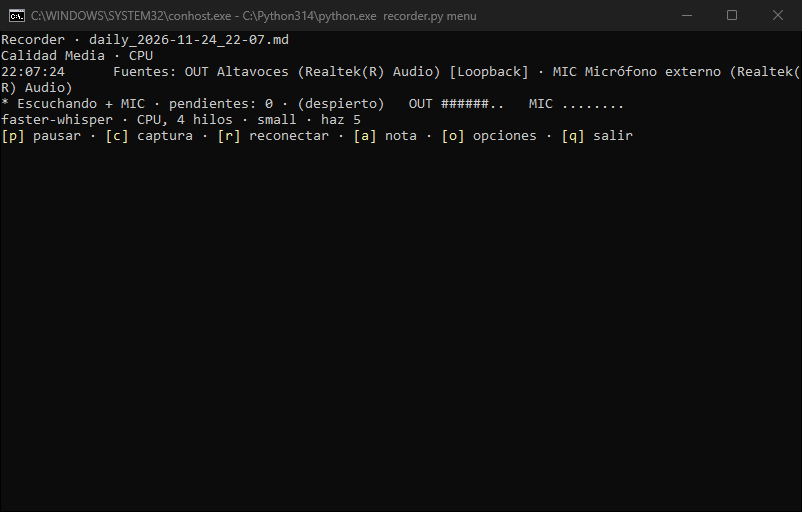 C:\WINDOWS\SYSTEM32\conhost.exe - C:\Python314\python.exe recorder.py menu
Recorder · daily_2026-11-24_22-07.md
Calidad Media · CPU
22:07:24      Fuentes: OUT Altavoces (Realtek(R) Audio) [Loopback] · MIC Micrófono externo (Realtek(
R) Audio)
* Escuchando + MIC · pendientes: 0 · (despierto)   OUT ######..   MIC ........
faster-whisper · CPU, 4 hilos · small · haz 5
[p] pausar · [c] captura · [r] reconectar · [a] nota · [o] opciones · [q] salir